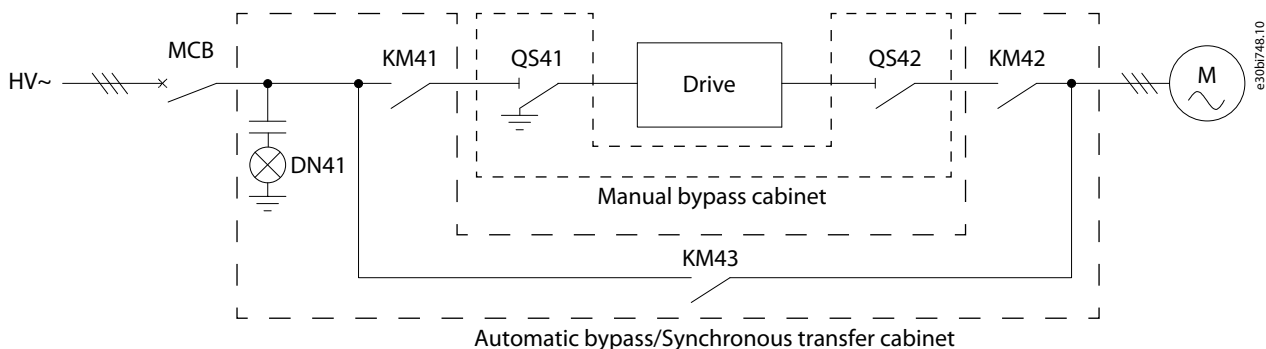 MCB
KM41
QS41
QS42
KM42
HV~
Drive
M
DN41
Manual bypass cabinet
KM43
Automatic bypass/Synchronous transfer cabinet
e30bi748.10